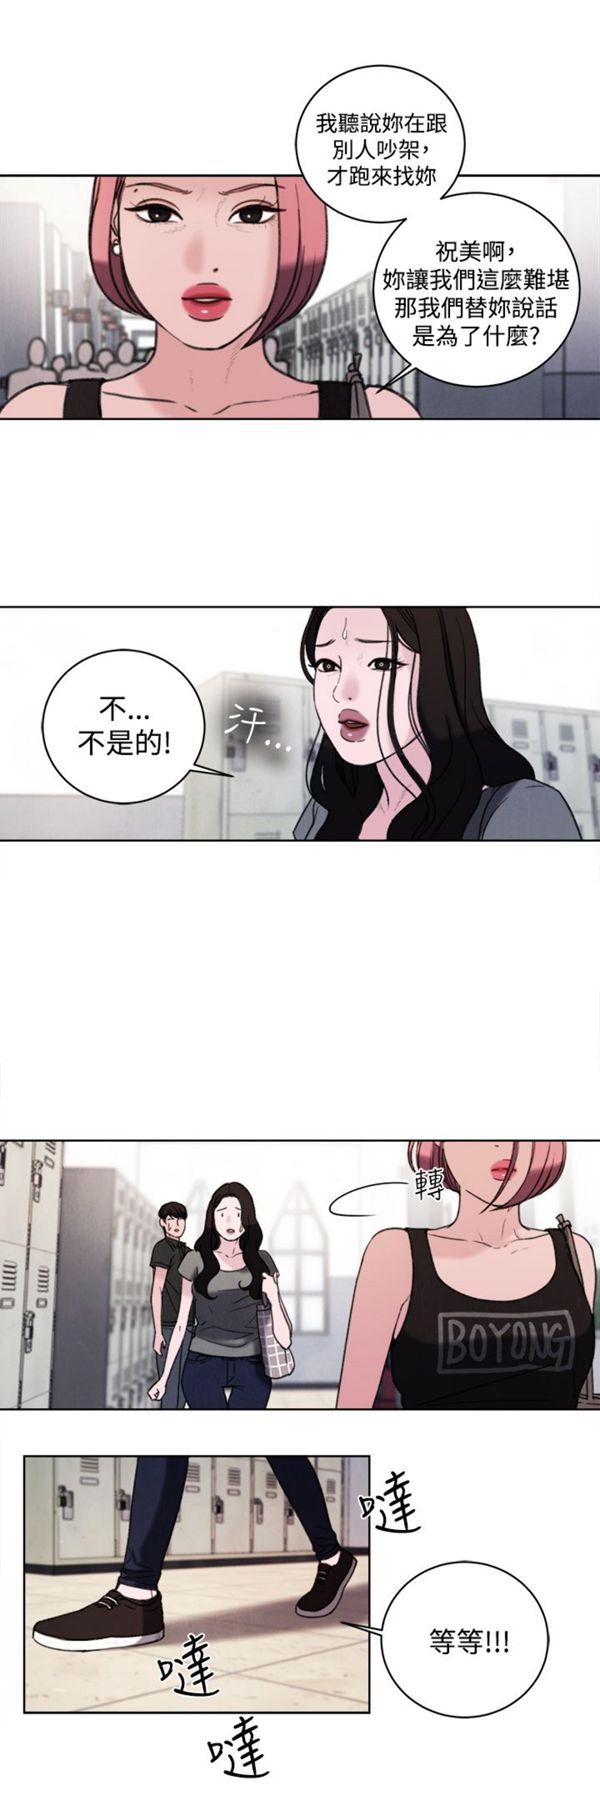 我聽說妳在跟
別人吵架，
才跑來找妳
祝美啊，
妳讓我們這麼難堪
那我們替妳說話
是為了什麼?
不...
不是的!
汗...
轉
BOYONG
噠
等等!!!
噠
噠